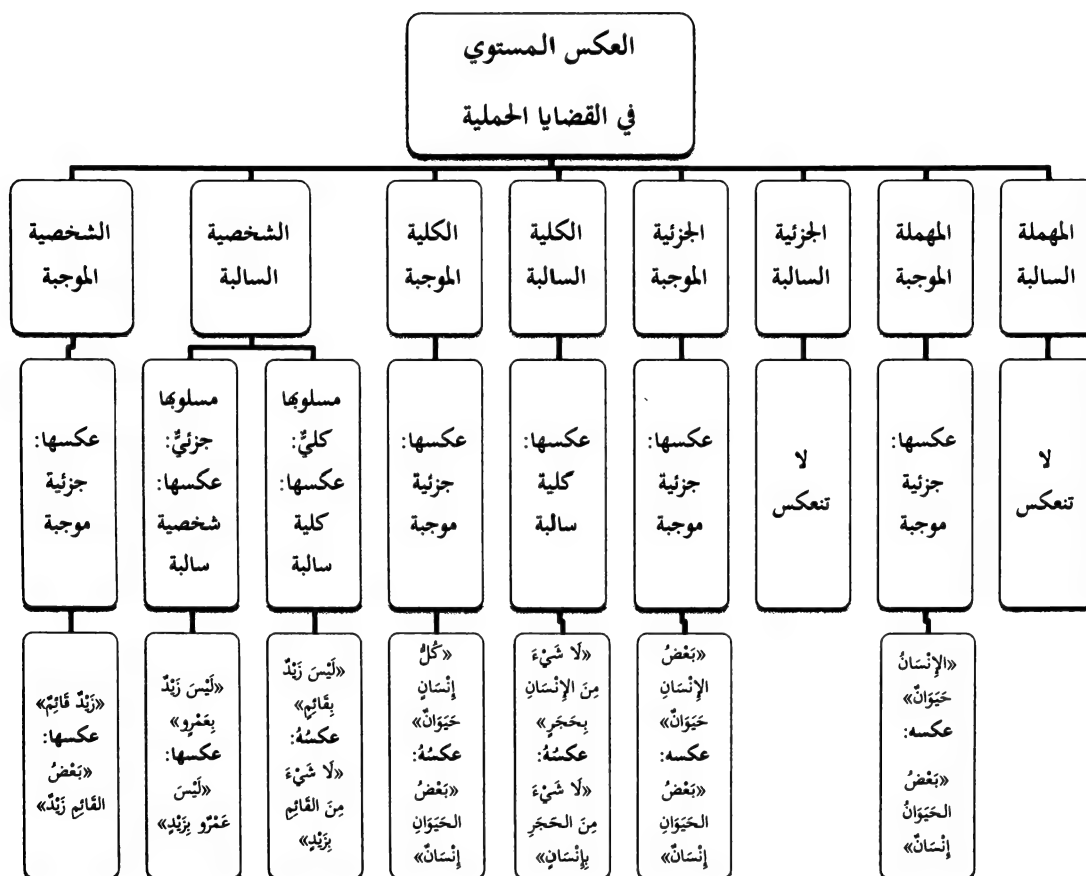 العكس المستوي
في القضايا الحملية
المهملة
السالبة
المهملة
الموجبة
الجزئية
السالبة
الجزئية
الموجبة
الكلية
السالبة
الكلية
الموجبة
الشخصية
السالبة
الشخصية
الموجبة
لا
تنعكس
عكسها:
جزئية
موجبة
لا
تنعكس
عكسها:
جزئية
موجبة
عكسها:
كلية
سالبة
عكسها:
جزئية
موجبة
مسلوبها
كليٌّ:
عكسها:
كلية
سالبة
مسلوبها
جزئيٌّ:
عكسها:
شخصية
سالبة
عكسها:
جزئية
موجبة
«الإِنْسَانُ
حَيَوَانٌ»
عكسه:
«بَعْضُ
الحَيَوَانُ
إِنْسَانٌ»
«بَعْضُ
الإِنْسَانِ
حَيَوَانٌ»
عكسه:
«بَعْضُ
الحَيَوَانِ
إِنْسَانٌ»
«لَا شَيْءَ
مِنَ الإِنْسَانِ
بِحَجَرٍ»
عكسُهُ:
«لَا شَيْءَ
مِنَ الحَجَرِ
بِإِنْسَانٍ»
«كُلُّ
إِنْسَانٍ
حَيَوَانٌ»
عكسُهُ:
«بَعْضُ
الحَيَوَانِ
إِنْسَانٌ»
«لَيْسَ زَيْدٌ
بِقَائِمٍ»
عكسُهُ:
«لَا شَيْءَ
مِنَ القَائِمِ
بِزَيْدٍ»
«لَيْسَ زَيْدٌ
بِعَمْرٍو»
عكسها:
«لَيْسَ
عَمْرٌو بِزَيْدٍ»
«زَيْدٌ قَائِمٌ»
عكسها:
«بَعْضُ
القَائِمِ زَيْدٌ»